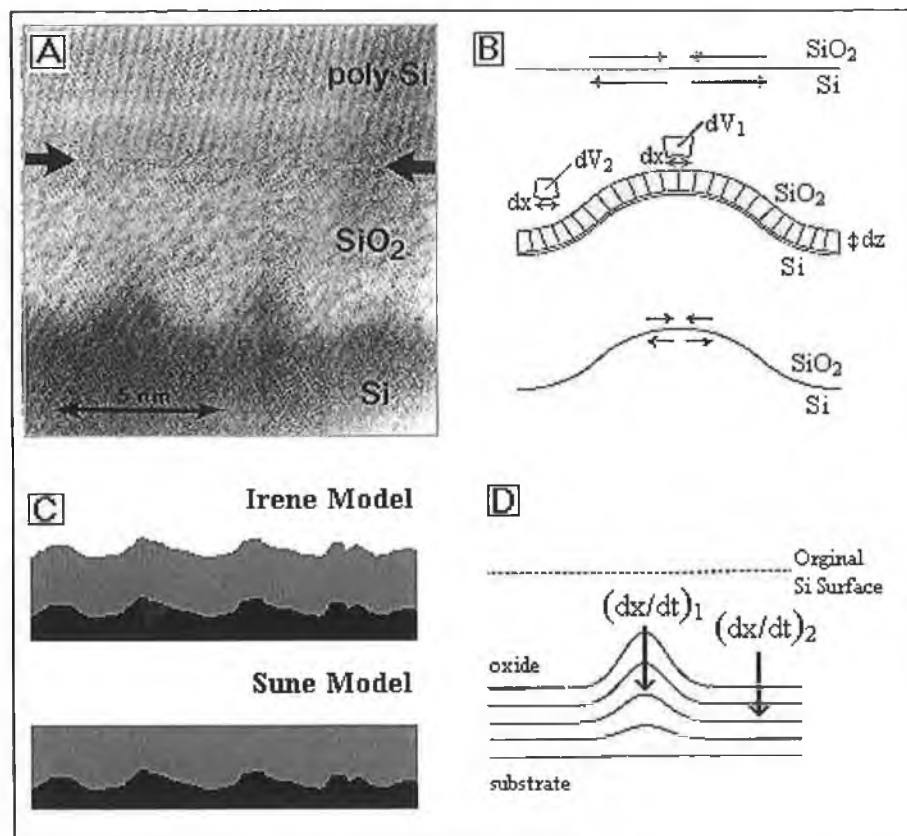 A
poly-Si
SiO₂
5 nm
Si
B
SiO₂
Si
dV₁
dx
dV₂
dx
SiO₂
dz
Si
SiO₂
Si
C
Irene Model
Sune Model
D
Orginal
Si Surface
(dx/dt)₁
(dx/dt)₂
oxide
substrate